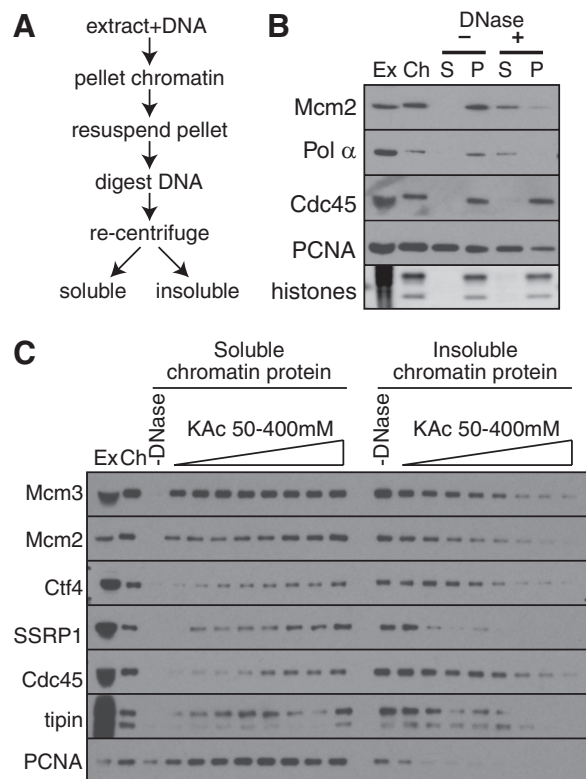 A
extract+DNA
pellet chromatin
resuspend pellet
digest DNA
re-centrifuge
soluble insoluble
B
DNase
− +
Ex Ch S P S P
Mcm2
Pol α
Cdc45
PCNA
histones
C
Soluble
chromatin protein
Insoluble
chromatin protein
-DNase
KAc 50-400mM
-DNase
KAc 50-400mM
Ex Ch
Mcm3
Mcm2
Ctf4
SSRP1
Cdc45
tipin
PCNA